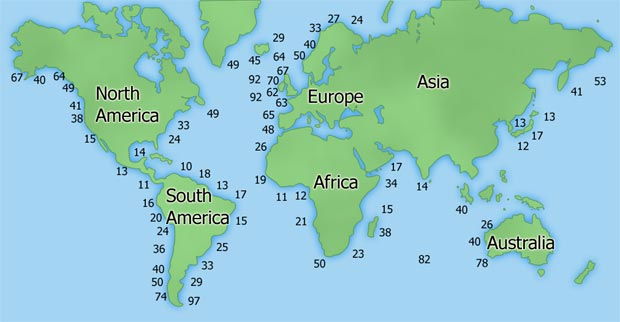 27 24
33
29
40
45 64 50
49
67
67 40 64 92 70 Asia 53
49 62
North Europe 41
America
92 63
41
38 49 65
33 48
13 13
15 24 17
14 26 12
13 10 17
11 18 13 19 Africa 34 14
South
America
16 17 11 12 15 40
20 15 21 38 26
24 Australia
36 25 40
50 23 82 78
40 33
50 29
74 97